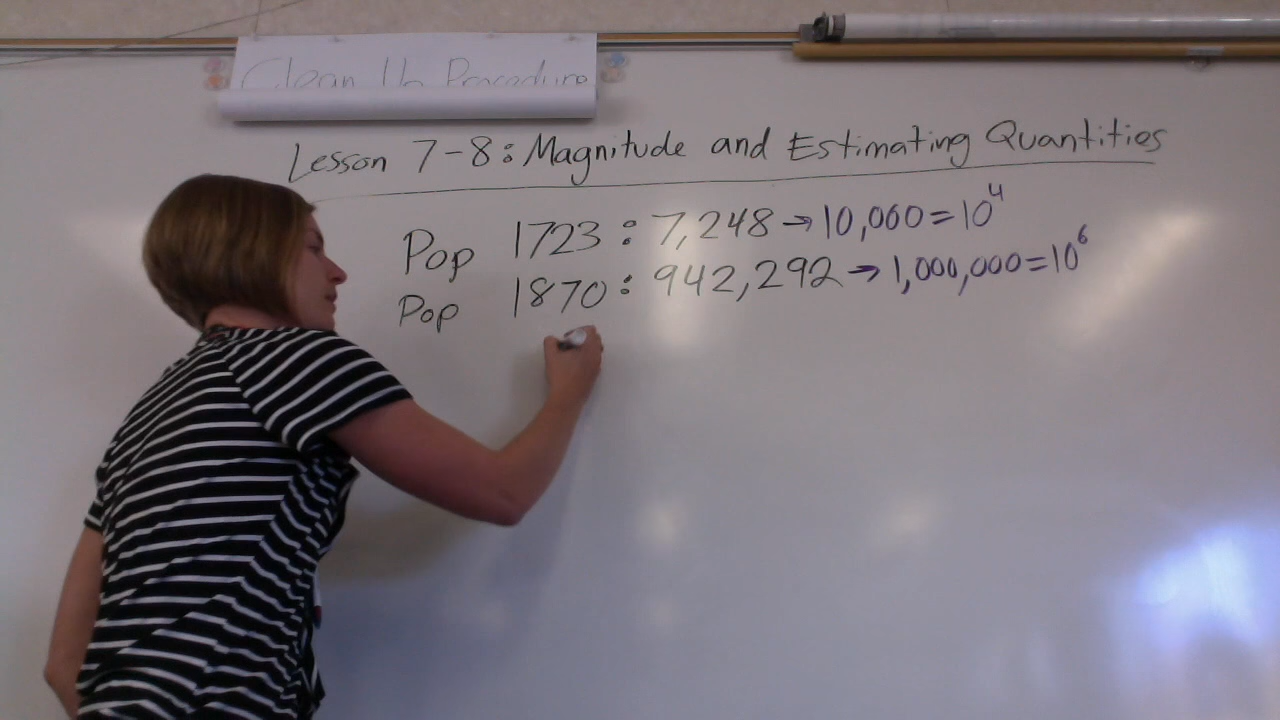 Clean Up Procedure
Lesson 7-8: Magnitude and Estimating Quantities
Pop 1723: 7,248 → 10,000 = 10⁴
Pop 1870: 942,292 → 1,000,000 = 10⁶